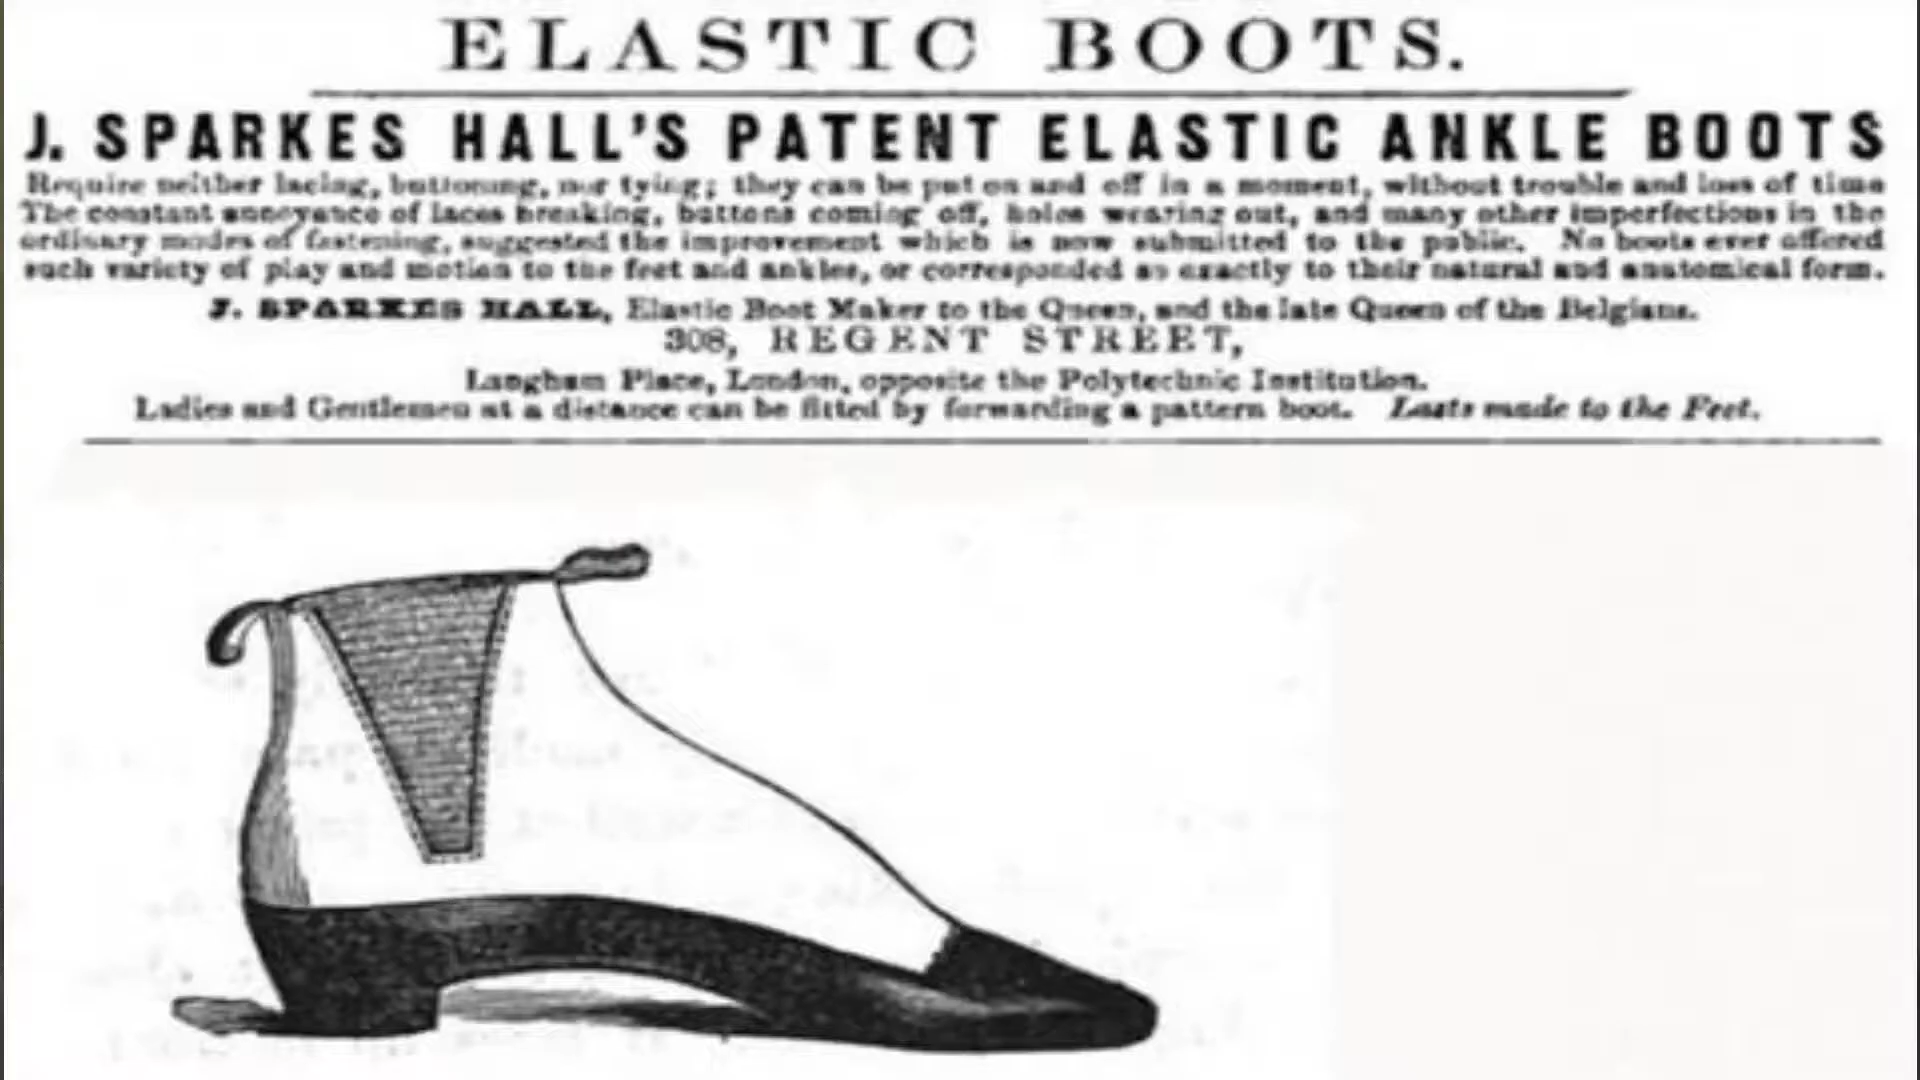 ELASTIC BOOTS.
J. SPARKES HALL'S PATENT ELASTIC ANKLE BOOTS
Require neither lacing, buttoning, nor tying; they can be put on and off in a moment, without trouble and loss of time
The constant annoyance of laces breaking, buttons coming off, holes wearing out, and many other imperfections in the
ordinary modes of fastening, suggested the improvement which is now submitted to the public. No boots ever offered
such variety of play and motion to the feet and ankles, or corresponded so exactly to their natural and anatomical form.
J. SPARKES HALL, Elastic Boot Maker to the Queen, and the late Queen of the Belgians.
308, REGENT STREET,
Langham Place, London, opposite the Polytechnic Institution.
Ladies and Gentlemen at a distance can be fitted by forwarding a pattern boot. Lasts made to the Feet.